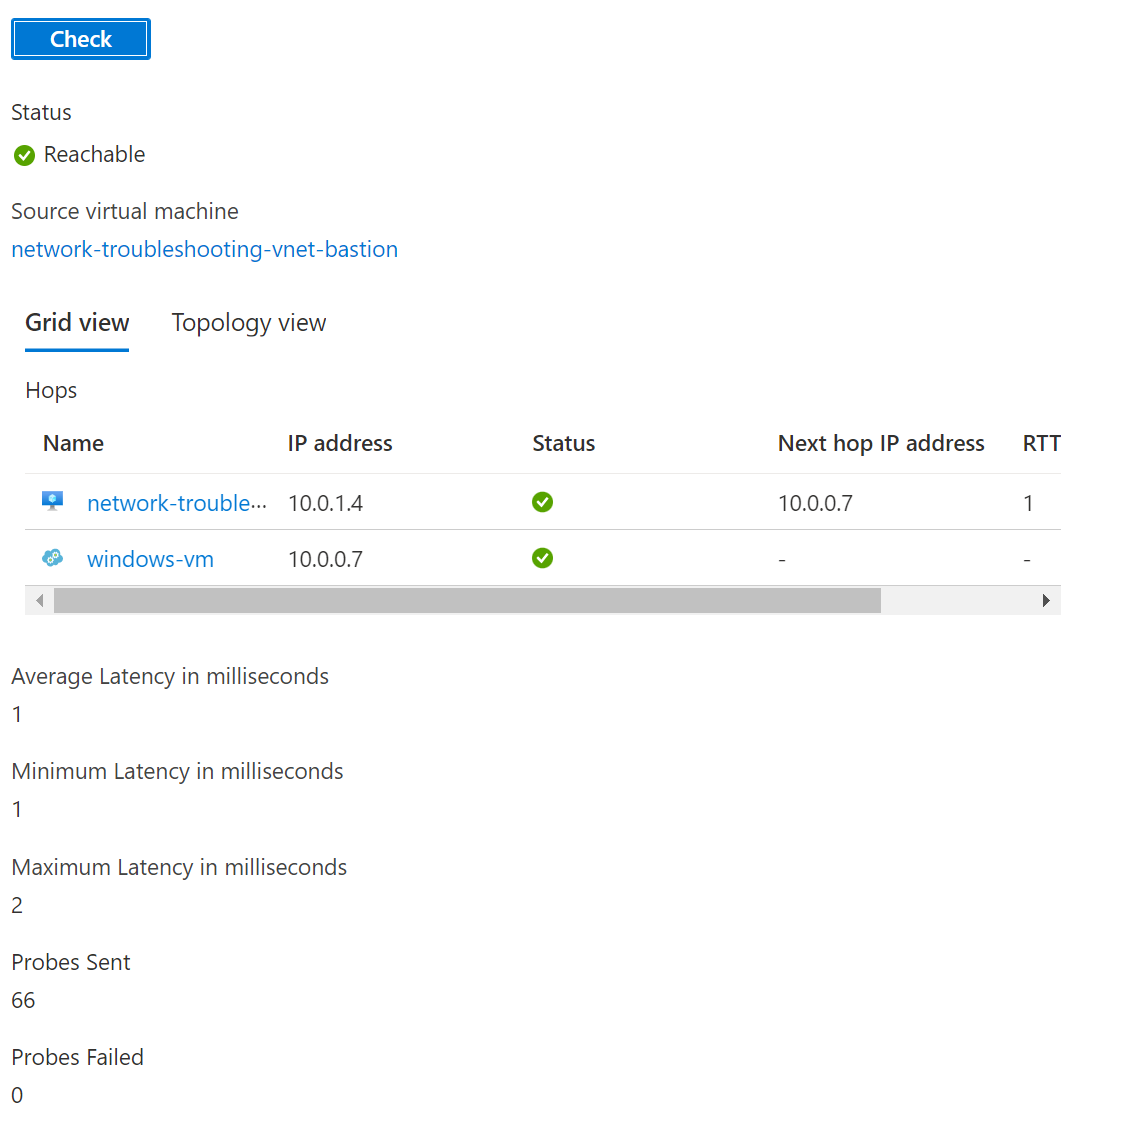 Check
Status
Reachable
Source virtual machine
network-troubleshooting-vnet-bastion
Grid view Topology view
Hops
Name IP address Status Next hop IP address RTT
network-trouble··· 10.0.1.4 10.0.0.7 1
windows-vm 10.0.0.7 - -
Average Latency in milliseconds
1
Minimum Latency in milliseconds
1
Maximum Latency in milliseconds
2
Probes Sent
66
Probes Failed
0